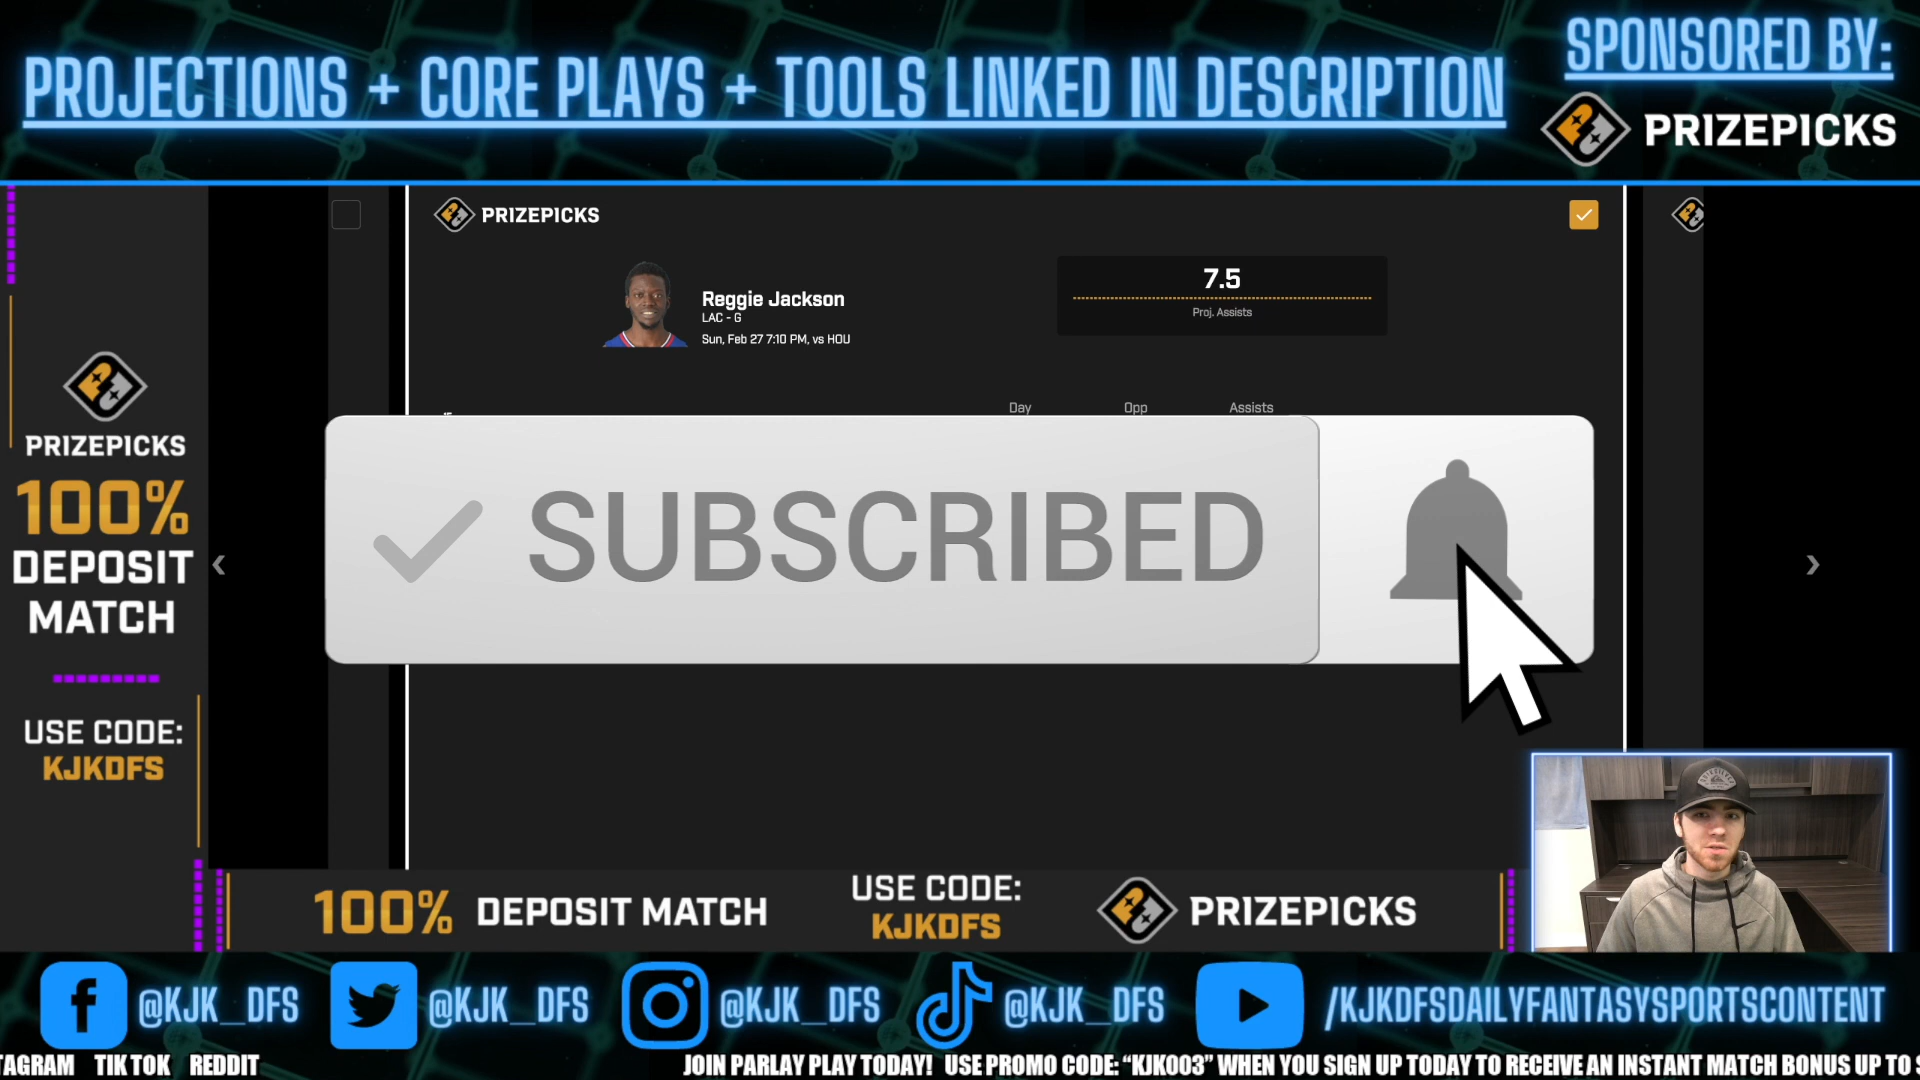 PROJECTIONS + CORE PLAYS + TOOLS LINKED IN DESCRIPTION
SPONSORED BY:
PRIZEPICKS
PRIZEPICKS
7.5
Proj. Assists
Reggie Jackson
LAC - G
Sun, Feb 27 7:10 PM, vs HOU
Day Opp Assists
SUBSCRIBED
PRIZEPICKS
100%
DEPOSIT
MATCH
USE CODE:
KJKDFS
100% DEPOSIT MATCH
USE CODE:
KJKDFS
PRIZEPICKS
@KJK_DFS
@KJK_DFS
@KJK_DFS
@KJK_DFS
/KJKDFSDAILYFANTASYSPORTSCONTENT
TAGRAM TIKTOK REDDIT
JOIN PARLAY PLAY TODAY! USE PROMO CODE: “KJK003” WHEN YOU SIGN UP TODAY TO RECEIVE AN INSTANT MATCH BONUS UP TO